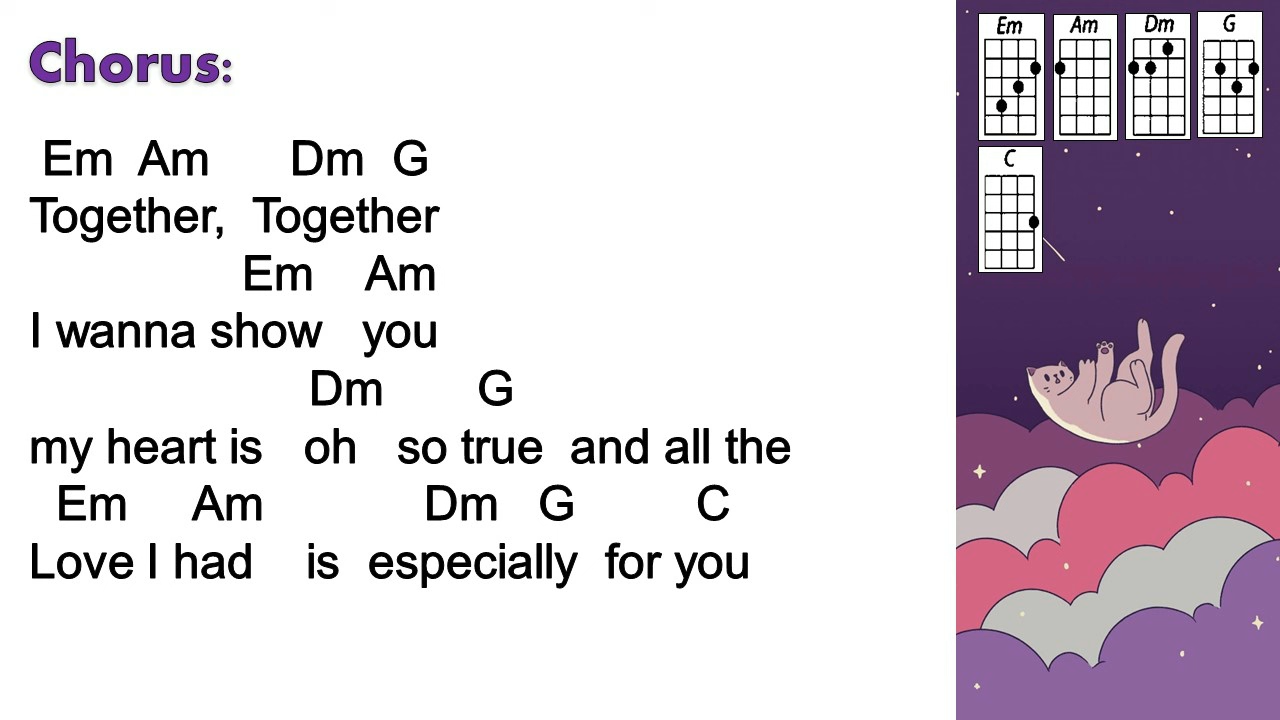 Chorus:
Em Am Dm G
Together, Together
Em Am
I wanna show you
Dm G
my heart is oh so true and all the
Em Am Dm G C
Love I had is especially for you
Em Am Dm G
C